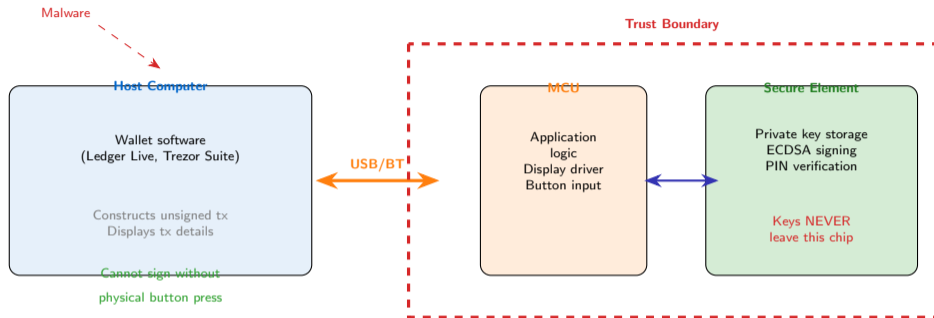 Malware
Trust Boundary
Host Computer
Wallet software
(Ledger Live, Trezor Suite)
Constructs unsigned tx
Displays tx details
Cannot sign without
physical button press
USB/BT
MCU
Application
logic
Display driver
Button input
Secure Element
Private key storage
ECDSA signing
PIN verification
Keys NEVER
leave this chip